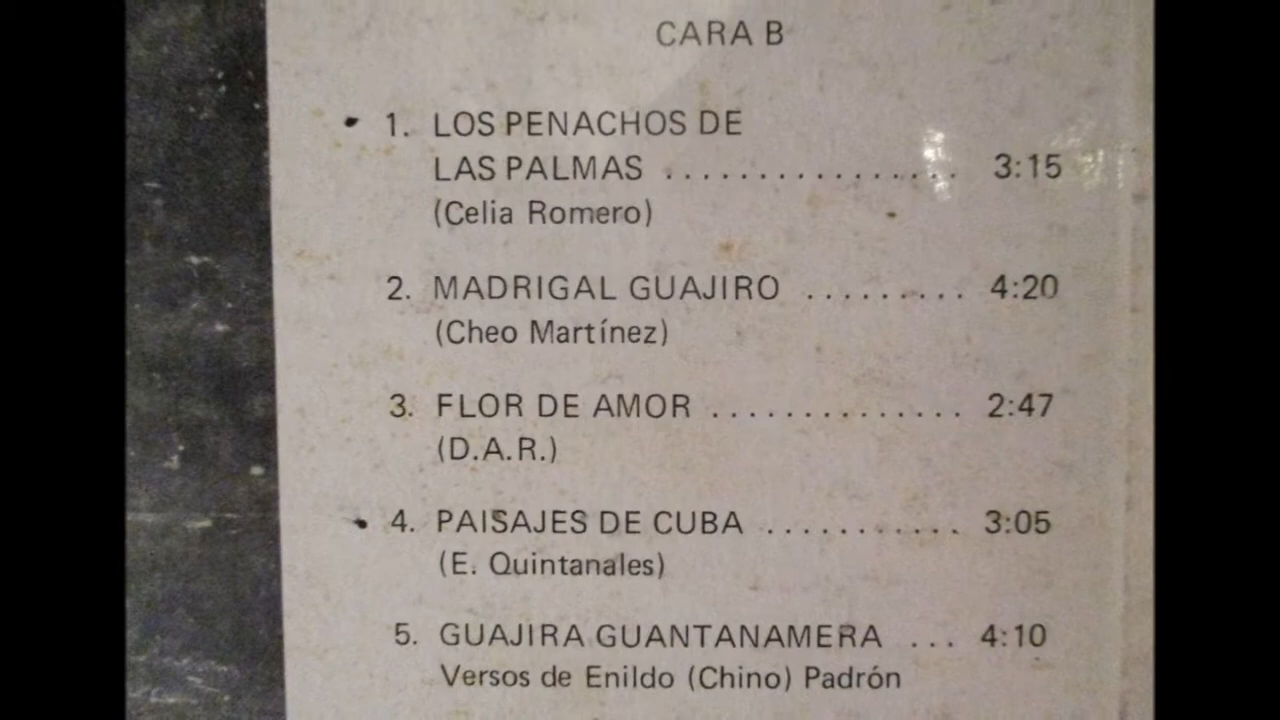 CARA B
1. LOS PENACHOS DE
LAS PALMAS ................ 3:15
(Celia Romero)
2. MADRIGAL GUAJIRO ......... 4:20
(Cheo Martínez)
3. FLOR DE AMOR .............. 2:47
(D.A.R.)
4. PAISAJES DE CUBA ........... 3:05
(E. Quintanales)
5. GUAJIRA GUANTANAMERA ... 4:10
Versos de Enildo (Chino) Padrón